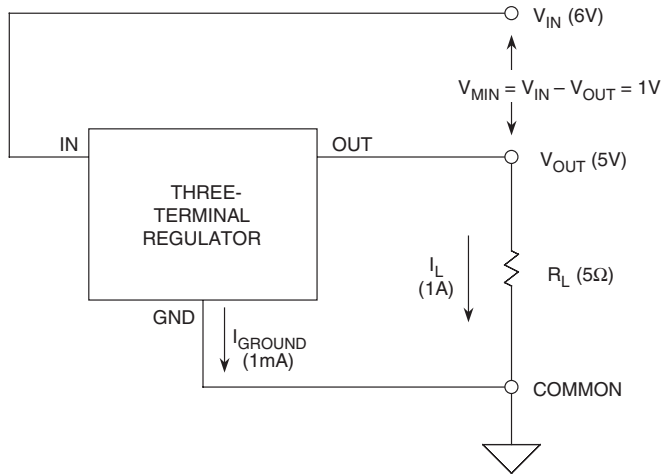 V_IN (6V)
V_MIN = V_IN – V_OUT = 1V
IN
OUT
V_OUT (5V)
THREE-
TERMINAL
REGULATOR
I_L
(1A)
R_L (5Ω)
GND
I_GROUND
(1mA)
COMMON